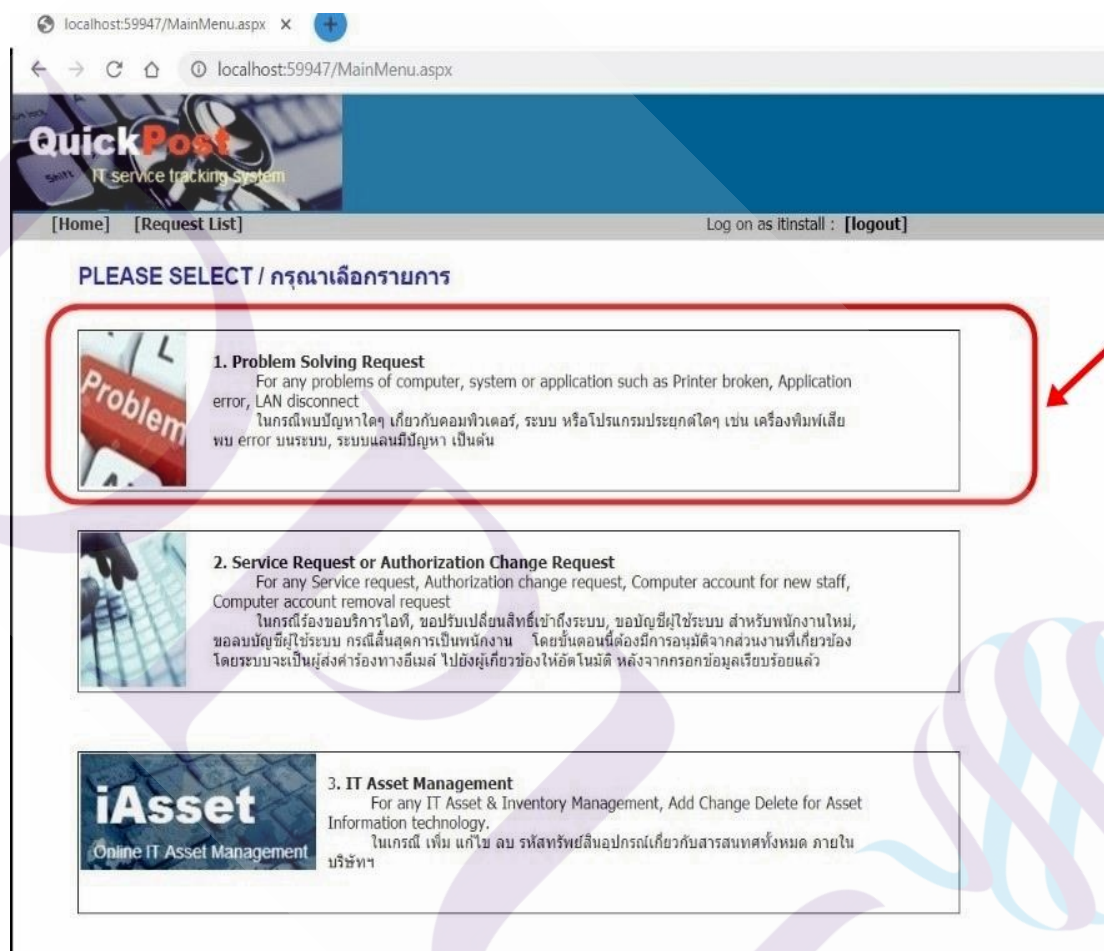 localhost:59947/MainMenu.aspx
localhost:59947/MainMenu.aspx
QuickPost
Shift
IT service tracking system
[Home] [Request List] Log on as itinstall : [logout]
PLEASE SELECT / กรุณาเลือกรายการ
L
Problem
1. Problem Solving Request
For any problems of computer, system or application such as Printer broken, Application
error, LAN disconnect
ในกรณีพบปัญหาใดๆ เกี่ยวกับคอมพิวเตอร์, ระบบ หรือโปรแกรมประยุกต์ใดๆ เช่น เครื่องพิมพ์เสีย
พบ error บนระบบ, ระบบแลนมีปัญหา เป็นต้น
2. Service Request or Authorization Change Request
For any Service request, Authorization change request, Computer account for new staff,
Computer account removal request
ในกรณีร้องขอบริการไอที, ขอปรับเปลี่ยนสิทธิ์เข้าถึงระบบ, ขอบัญชีผู้ใช้ระบบ สำหรับพนักงานใหม่,
ขอลบบัญชีผู้ใช้ระบบ กรณีสิ้นสุดการเป็นพนักงาน โดยขั้นตอนนี้ต้องมีการอนุมัติจากส่วนงานที่เกี่ยวข้อง
โดยระบบจะเป็นผู้ส่งคำร้องทางอีเมล์ ไปยังผู้เกี่ยวข้องให้อัตโนมัติ หลังจากกรอกข้อมูลเรียบร้อยแล้ว
iAsset
Online IT Asset Management
3. IT Asset Management
For any IT Asset & Inventory Management, Add Change Delete for Asset
Information technology.
ในเกรณี เพิ่ม แก้ไข ลบ รหัสทรัพย์สินอุปกรณ์เกี่ยวกับสารสนทศทั้งหมด ภายใน
บริษัทฯ